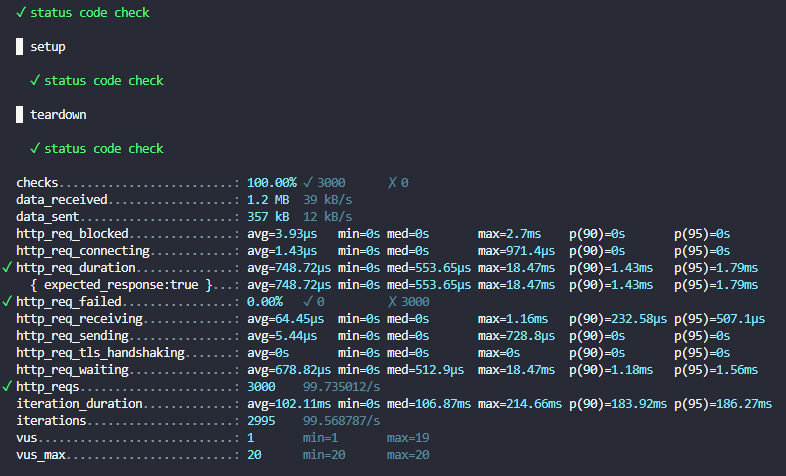 ✓ status code check
█ setup
✓ status code check
█ teardown
✓ status code check
checks.........................: 100.00% ✓ 3000 ✗ 0
data_received..................: 1.2 MB 39 kB/s
data_sent......................: 357 kB 12 kB/s
http_req_blocked...............: avg=3.93µs min=0s med=0s max=2.7ms p(90)=0s p(95)=0s
http_req_connecting............: avg=1.43µs min=0s med=0s max=971.4µs p(90)=0s p(95)=0s
✓ http_req_duration..............: avg=748.72µs min=0s med=553.65µs max=18.47ms p(90)=1.43ms p(95)=1.79ms
{ expected_response:true }...: avg=748.72µs min=0s med=553.65µs max=18.47ms p(90)=1.43ms p(95)=1.79ms
✓ http_req_failed................: 0.00% ✓ 0 ✗ 3000
http_req_receiving.............: avg=64.45µs min=0s med=0s max=1.16ms p(90)=232.58µs p(95)=507.1µs
http_req_sending...............: avg=5.44µs min=0s med=0s max=728.8µs p(90)=0s p(95)=0s
http_req_tls_handshaking.......: avg=0s min=0s med=0s max=0s p(90)=0s p(95)=0s
http_req_waiting...............: avg=678.82µs min=0s med=512.9µs max=18.47ms p(90)=1.18ms p(95)=1.56ms
✓ http_reqs......................: 3000 99.735012/s
iteration_duration.............: avg=102.11ms min=0s med=106.87ms max=214.66ms p(90)=183.92ms p(95)=186.27ms
iterations.....................: 2995 99.568787/s
vus............................: 1 min=1 max=19
vus_max........................: 20 min=20 max=20